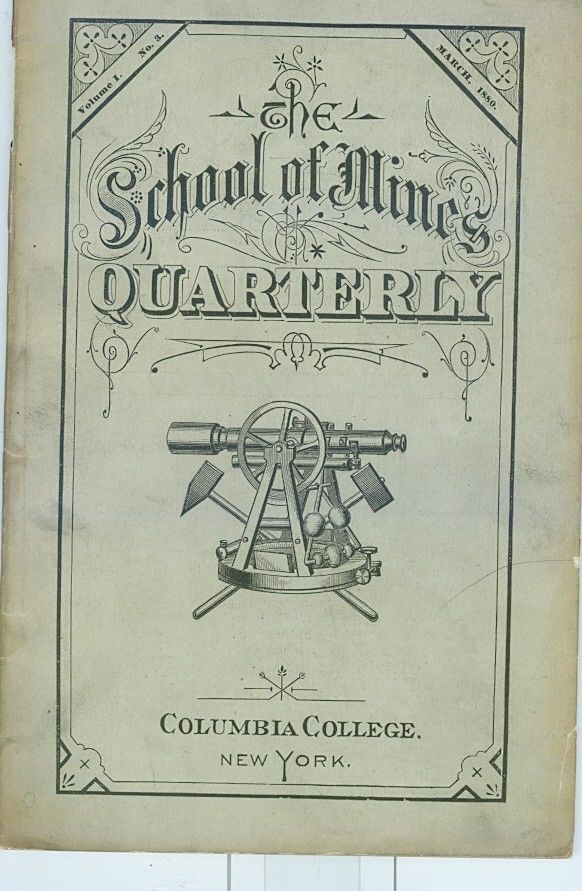 Volume I. No. 3.
MARCH, 1880.
The
School of Mines
QUARTERLY
COLUMBIA COLLEGE.
NEW YORK.